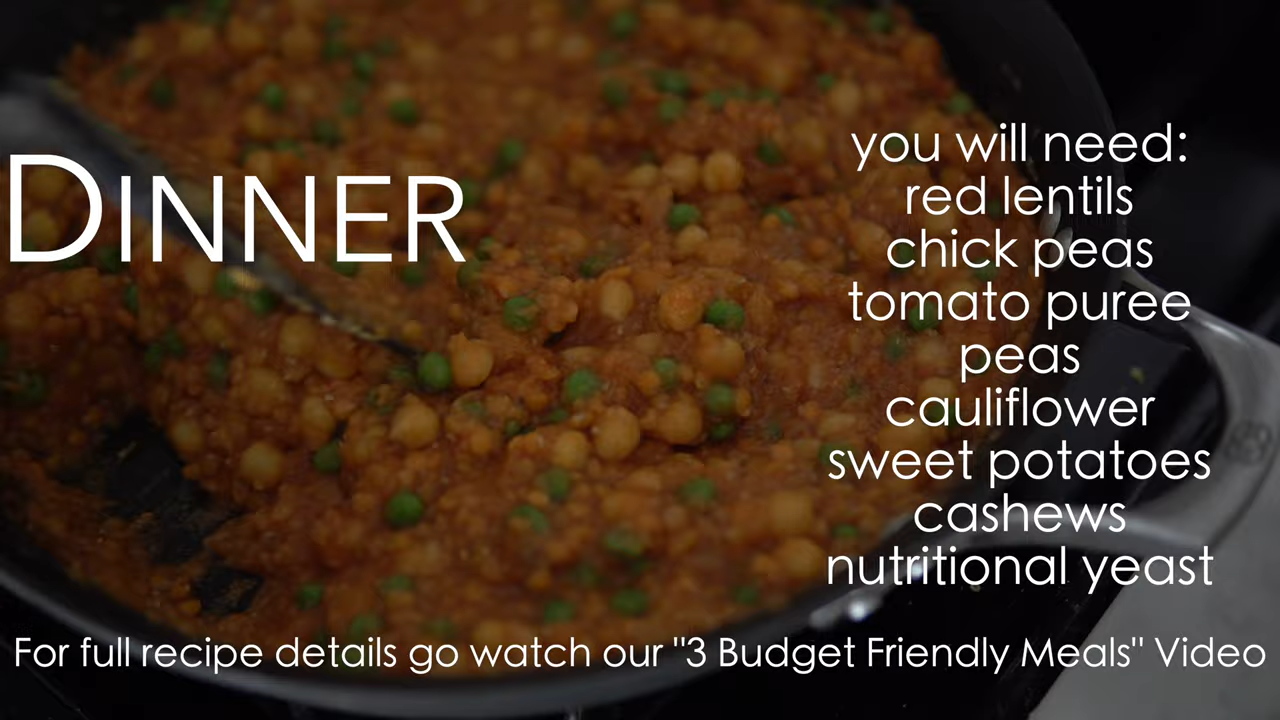 DINNER
you will need:
red lentils
chick peas
tomato puree
peas
cauliflower
sweet potatoes
cashews
nutritional yeast
For full recipe details go watch our "3 Budget Friendly Meals" Video